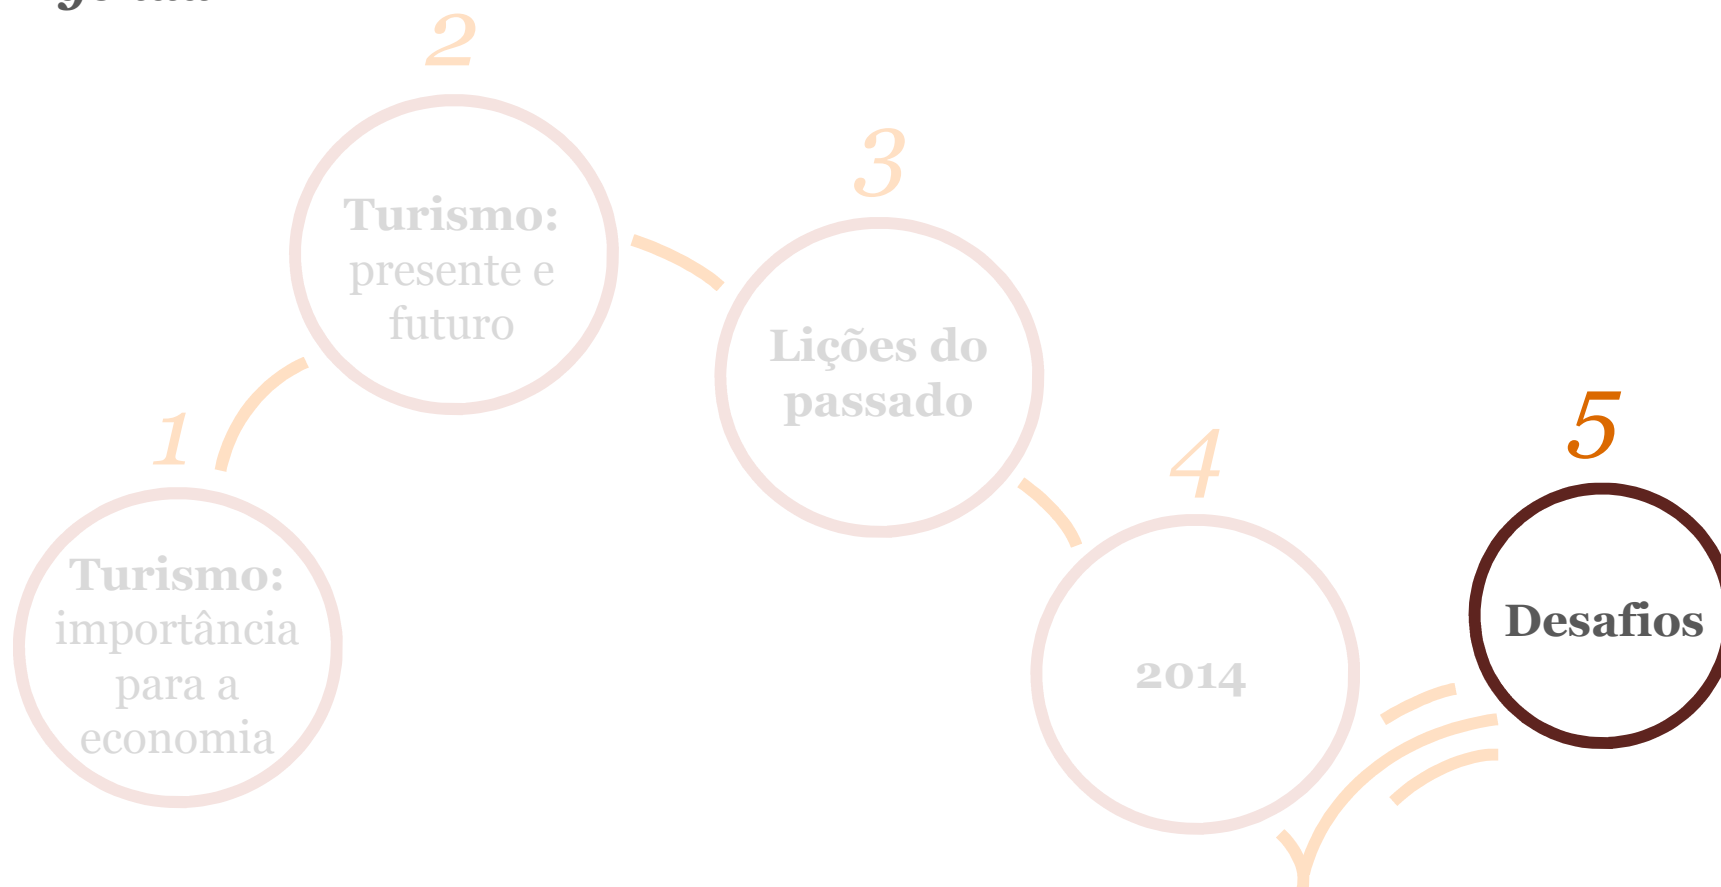 2
Turismo:
presente e
futuro
3
Lições do
passado
1
Turismo:
importância
para a
economia
4
2014
5
Desafios